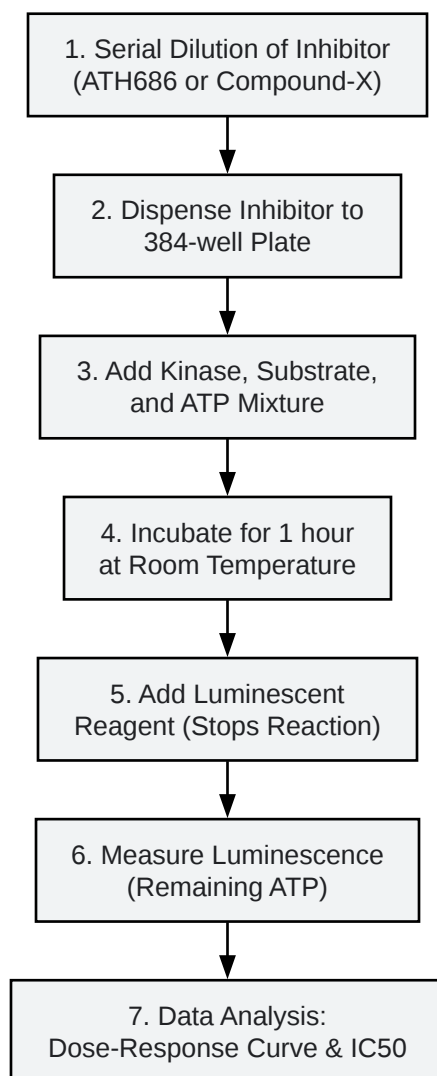 1. Serial Dilution of Inhibitor
(ATH686 or Compound-X)
2. Dispense Inhibitor to
384-well Plate
3. Add Kinase, Substrate,
and ATP Mixture
4. Incubate for 1 hour
at Room Temperature
5. Add Luminescent
Reagent (Stops Reaction)
6. Measure Luminescence
(Remaining ATP)
7. Data Analysis:
Dose-Response Curve & IC50